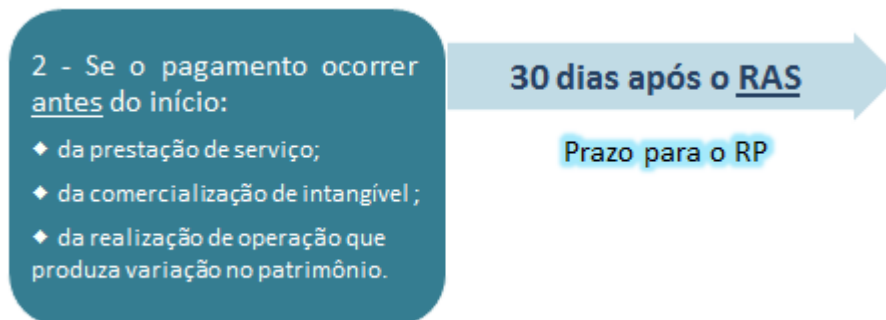 2 - Se o pagamento ocorrer
antes do início:
◆ da prestação de serviço;
◆ da comercialização de intangível ;
◆ da realização de operação que
produza variação no patrimônio.
30 dias após o RAS
Prazo para o RP